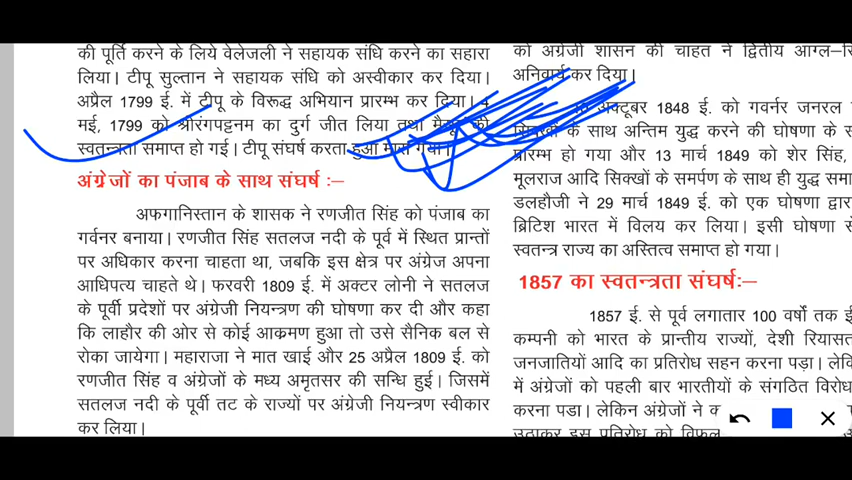 की पूर्ति करने के लिये वेलेजली ने सहायक संधि करने का सहारा
लिया। टीपू सुल्तान ने सहायक संधि को अस्वीकार कर दिया।
अप्रैल 1799 ई. में टीपू के विरूद्ध अभियान प्रारम्भ कर दिया। 4
मई, 1799 को श्रीरंगपट्टनम का दुर्ग जीत लिया तथा मैसूर की
स्वतन्त्रता समाप्त हो गई। टीपू संघर्ष करता हुआ मारा गया।
अंग्रेजों का पंजाब के साथ संघर्ष :–
अफगानिस्तान के शासक ने रणजीत सिंह को पंजाब का
गर्वनर बनाया। रणजीत सिंह सतलज नदी के पूर्व में स्थित प्रान्तों
पर अधिकार करना चाहता था, जबकि इस क्षेत्र पर अंग्रेज अपना
आधिपत्य चाहते थे। फरवरी 1809 ई. में अक्टर लोनी ने सतलज
के पूर्वी प्रदेशों पर अंग्रेजी नियन्त्रण की घोषणा कर दी और कहा
कि लाहौर की ओर से कोई आक्रमण हुआ तो उसे सैनिक बल से
रोका जायेगा। महाराजा ने मात खाई और 25 अप्रैल 1809 ई. को
रणजीत सिंह व अंग्रेजों के मध्य अमृतसर की सन्धि हुई। जिसमें
सतलज नदी के पूर्वी तट के राज्यों पर अंग्रेजी नियन्त्रण स्वीकार
कर लिया।
को अंग्रेजी शासन की चाहत ने द्वितीय आंग्ल–
अनिवार्य कर दिया।
अक्टूबर 1848 ई. को गवर्नर जनरल
के साथ अन्तिम युद्ध करने की घोषणा के
प्रारम्भ हो गया और 13 मार्च 1849 को शेर सिंह,
मूलराज आदि सिक्खों के समर्पण के साथ ही युद्ध
डलहौजी ने 29 मार्च 1849 ई. को एक घोषणा
ब्रिटिश भारत में विलय कर लिया। इसी घोषणा
स्वतन्त्र राज्य का अस्तित्व समाप्त हो गया।
1857 का स्वतन्त्रता संघर्षः–
1857 ई. से पूर्व लगातार 100 वर्षों तक
कम्पनी को भारत के प्रान्तीय राज्यों, देशी
जनजातियों आदि का प्रतिरोध सहन करना पड़ा।
में अंग्रेजों को पहली बार भारतीयों के संगठित
करना पडा। लेकिन अंग्रेजों ने
उठाकर इस प्रतिरोध को